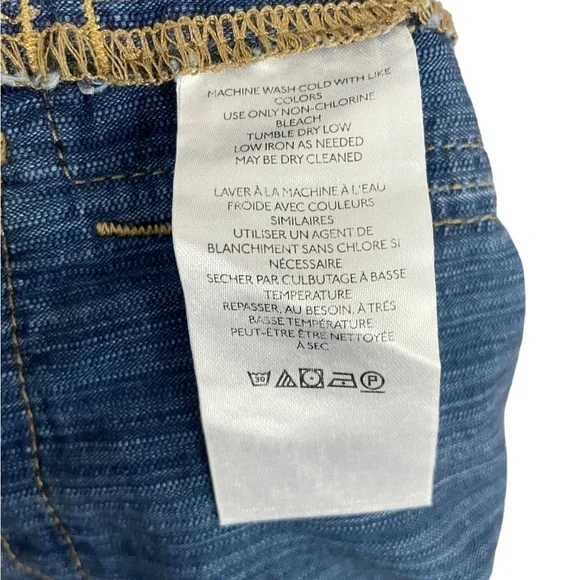 MACHINE WASH COLD WITH LIKE
COLORS
USE ONLY NON-CHLORINE
BLEACH
TUMBLE DRY LOW
LOW IRON AS NEEDED
MAY BE DRY CLEANED
LAVER À LA MACHINE À L'EAU
FROIDE AVEC COULEURS
SIMILAIRES
UTILISER UN AGENT DE
BLANCHIMENT SANS CHLORE SI
NÉCESSAIRE
SECHER PAR CULBUTAGE À BASSE
TEMPERATURE
REPASSER, AU BESOIN, À TRÉS
BASSE TEMPÉRATURE
PEUT-ÊTRE ÊTRE NETTOYÉE
À SEC
30 P